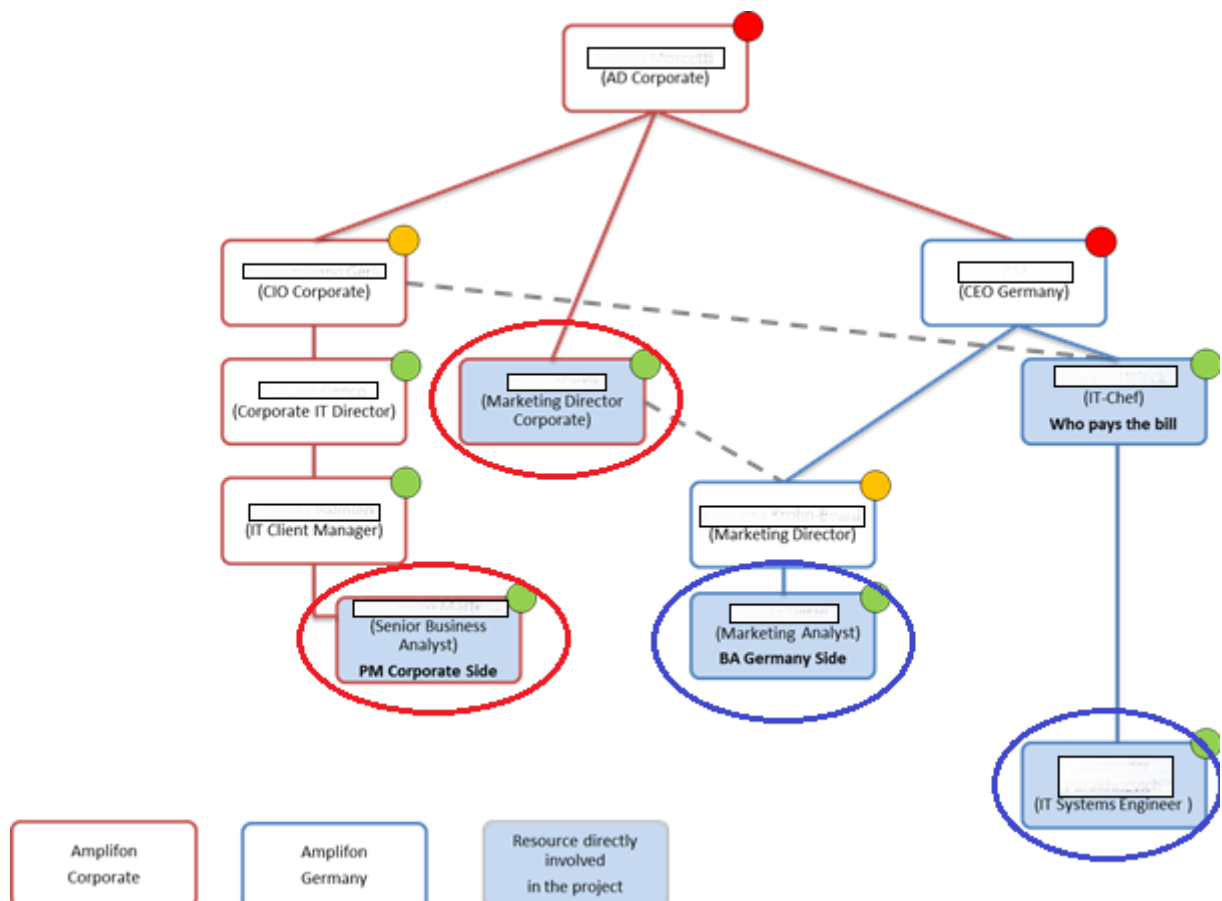 (AD Corporate)
(CIO Corporate)
(CEO Germany)
(Corporate IT Director)
(Marketing Director
Corporate)
(IT-Chef)
Who pays the bill
(IT Client Manager)
(Marketing Director)
(Senior Business
Analyst)
PM Corporate Side
(Marketing Analyst)
BA Germany Side
(IT Systems Engineer )
Amplifon
Corporate
Amplifon
Germany
Resource directly
involved
in the project